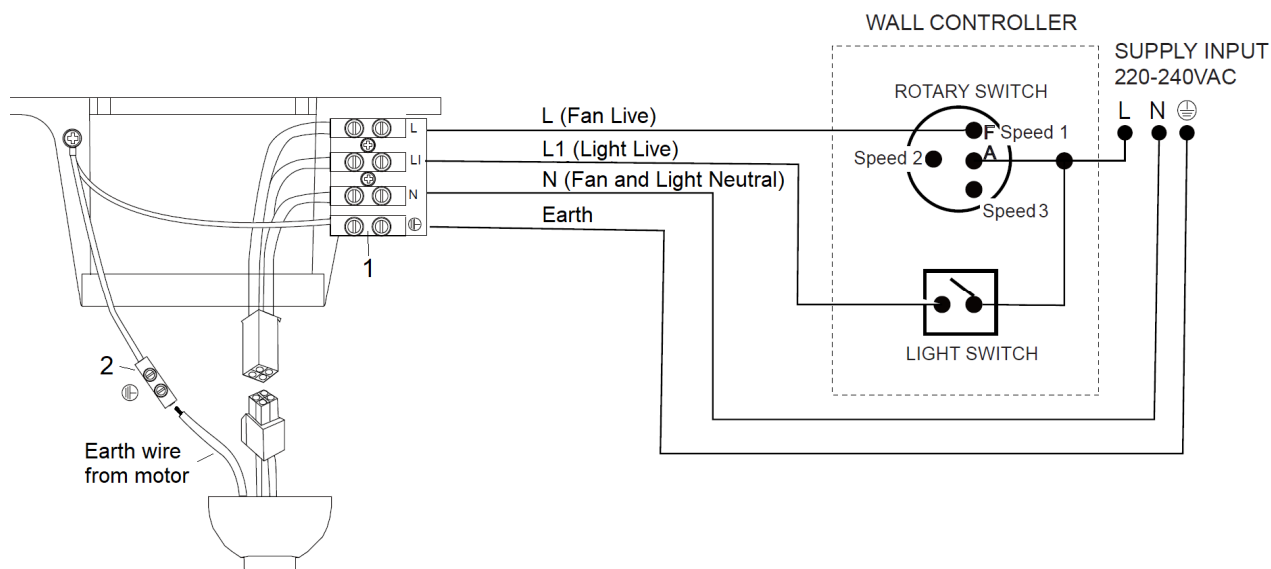 WALL CONTROLLER
SUPPLY INPUT
220-240VAC
L N
ROTARY SWITCH
F Speed 1
A
Speed 2
Speed 3
LIGHT SWITCH
L (Fan Live)
L1 (Light Live)
N (Fan and Light Neutral)
Earth
L
LI
N
1
2
Earth wire
from motor